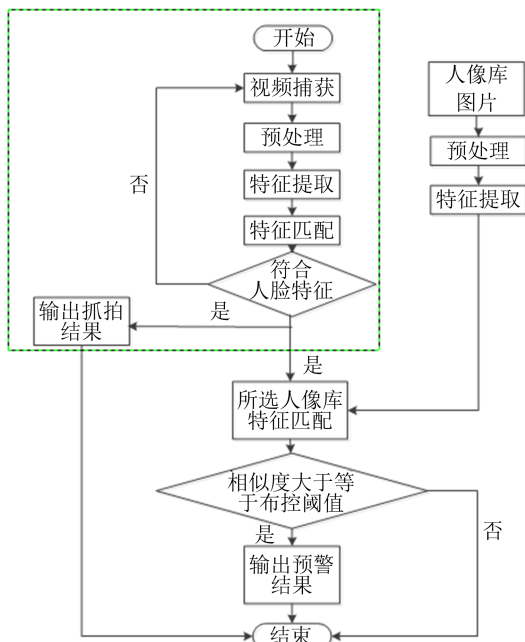 开始
视频捕获
预处理
特征提取
特征匹配
符合
人脸特征
否
是
输出抓拍
结果
是
人像库
图片
预处理
特征提取
所选人像库
特征匹配
相似度大于等
于布控阈值
是
否
输出预警
结果
结束